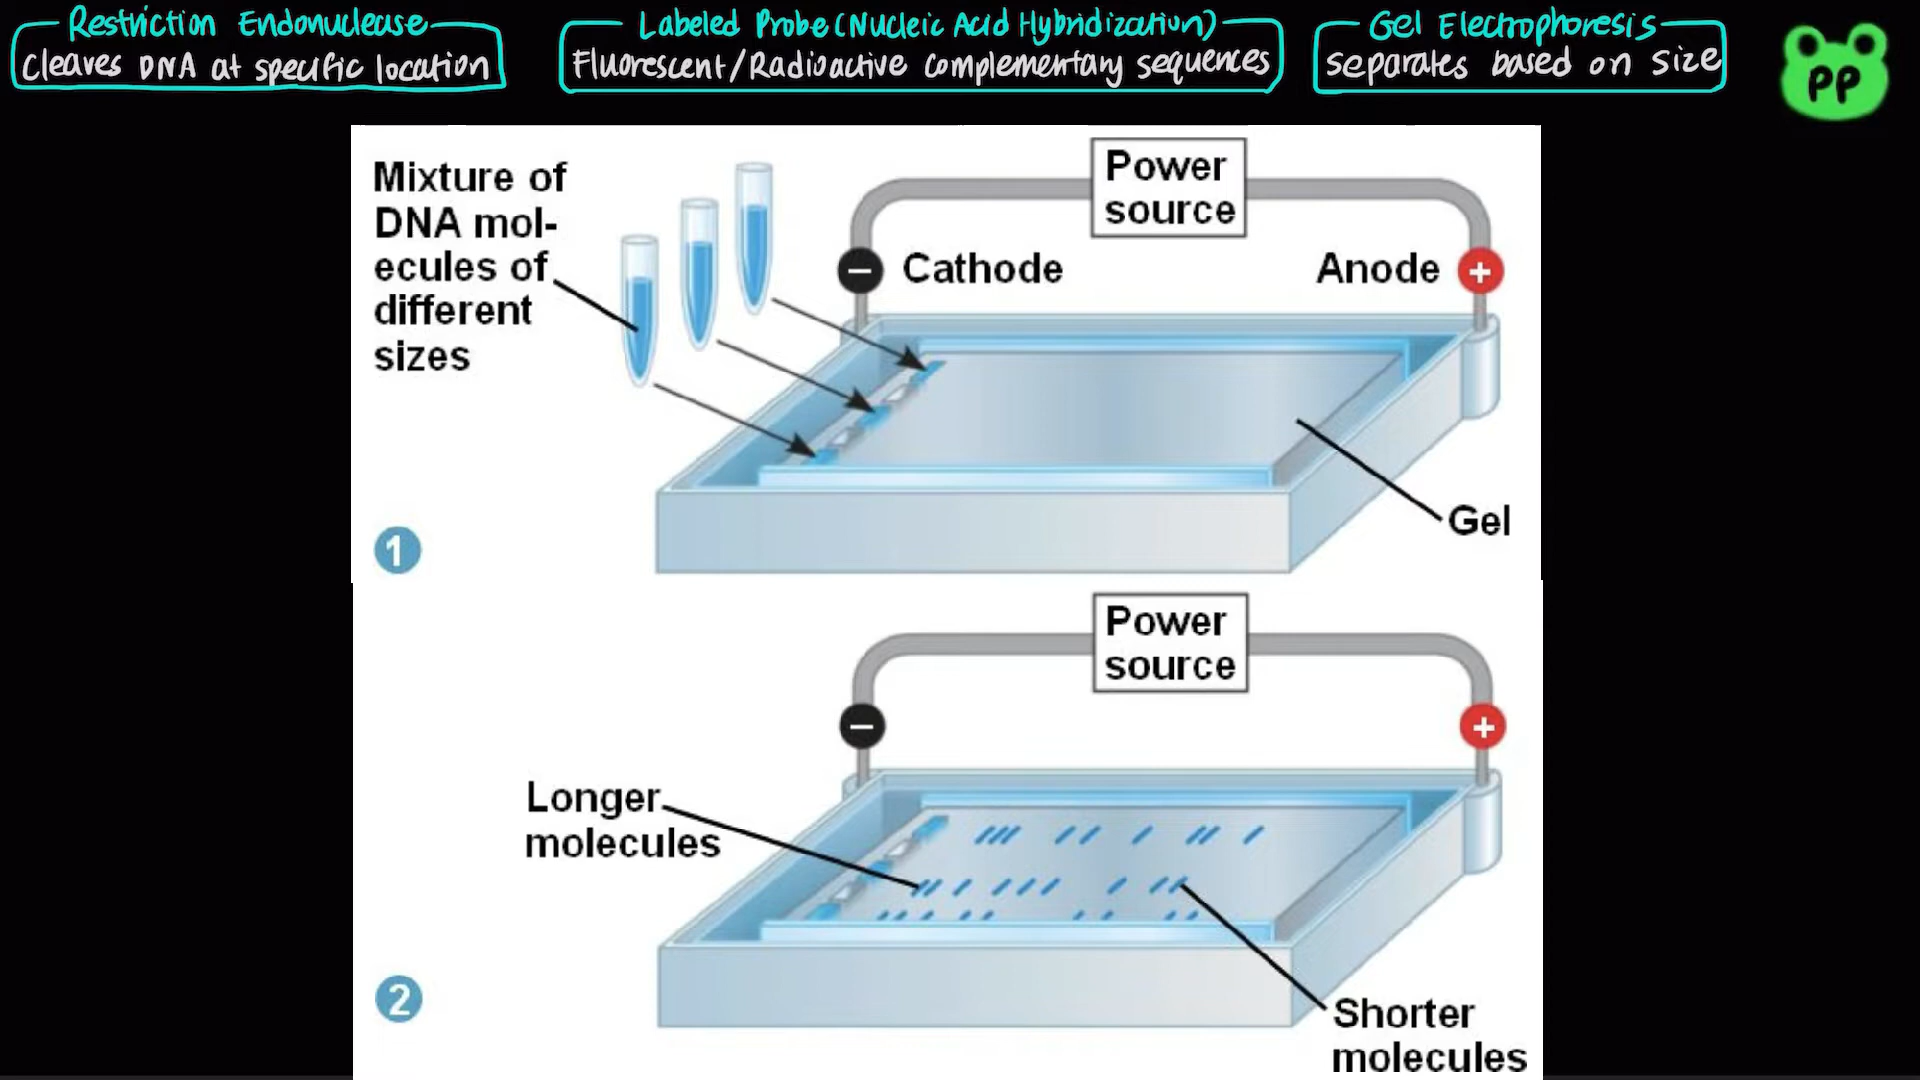 Restriction Endonuclease
Cleaves DNA at specific location
Labeled Probe (Nucleic Acid Hybridization)
Fluorescent/Radioactive complementary sequences
Gel Electrophoresis
separates based on size
PP
Mixture of
DNA mol-
ecules of
different
sizes
Power
source
− Cathode
Anode +
Gel
1
Power
source
−
+
Longer
molecules
2
Shorter
molecules